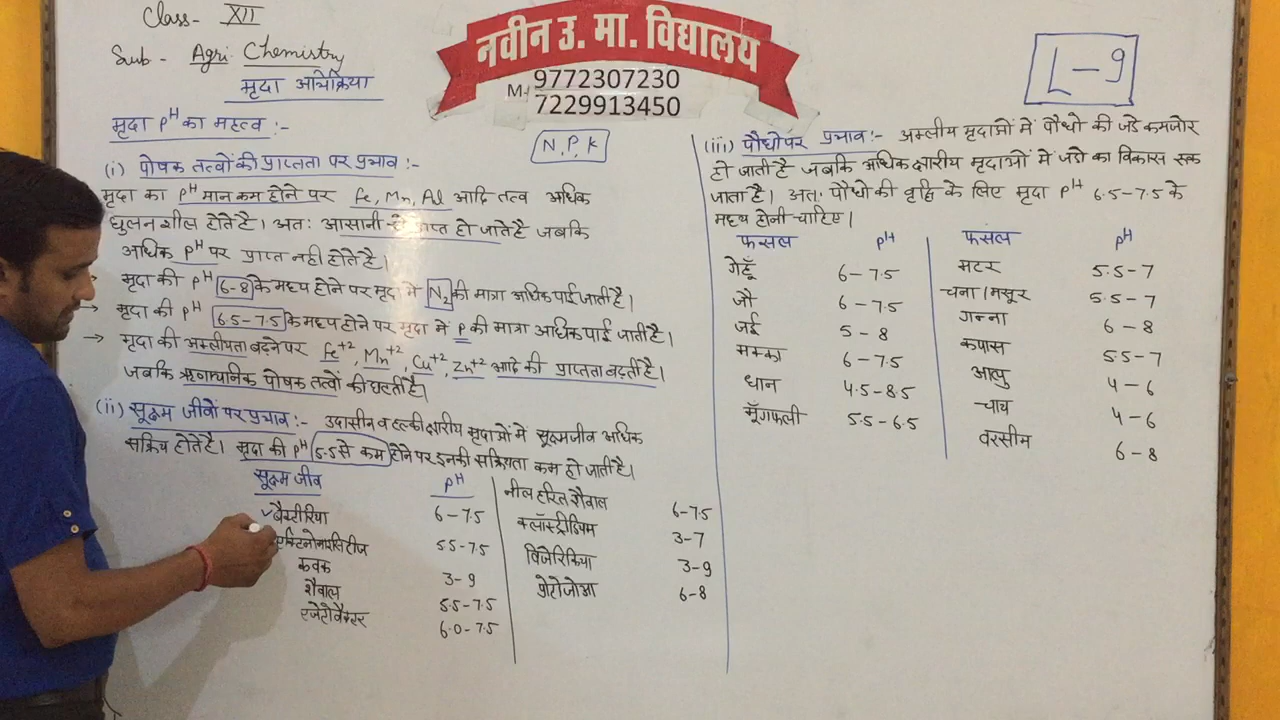 Class- XII
Sub - Agri Chemistry
मृदा अभिक्रिया
नवीन उ. मा. विद्यालय
M- 9772307230
7229913450
L-9
मृदा pH का महत्व :-
N, P, K
(i) पोषक तत्वों की प्राप्तता पर प्रभाव :-
मृदा का pH मान कम होने पर Fe, Mn, Al आदि तत्व अधिक
घुलनशील होते है। अतः आसानी से प्राप्त हो जाते है जबकि
अधिक pH पर प्राप्त नही होते है।
→ मृदा की pH 6-8 के मध्य होने पर मृदा में N2 की मात्रा अधिक पाई जाती है।
→ मृदा की pH 6.5-7.5 के मध्य होने पर मृदा में P की मात्रा अधिक पाई जाती है।
→ मृदा की अम्लीयता बढ़ने पर Fe+2, Mn+2, Cu+2, Zn+2 आदि की प्राप्तता बढ़ती है।
जबकि ऋणात्यनिक पोषक तत्वों की घटती है।
(ii) सूक्ष्म जीवों पर प्रभाव :- उदासीन व हल्की क्षारीय मृदाओं में सूक्ष्मजीव अधिक
सक्रिय होते है। मृदा की pH 5.5 से कम होने पर इनकी सक्रियता कम हो जाती है।
सूक्ष्म जीव pH
बैक्टीरिया 6-7.5
एक्टिनोमाइसिटीज 5.5-7.5
कवक 3-9
शैवाल 5.5-7.5
एजेटोबैक्टर 6.0-7.5
नील हरित शैवाल 6-7.5
क्लॉस्ट्रीडियम 3-7
विजेरिकिया 3-9
प्रोटोजोआ 6-8
(iii) पौधो पर प्रभाव :- अम्लीय मृदाओं में पौधो की जडे कमजोर
हो जाती है जबकि अधिक क्षारीय मृदाओं में जडो का विकास रूक
जाता है। अतः पौधो की वृद्धि के लिए मृदा pH 6.5-7.5 के
मध्य होनी चाहिए।
फसल pH
गेहूँ 6-7.5
जौ 6-7.5
जई 5-8
मक्का 6-7.5
धान 4.5-8.5
मूँगफली 5.5-6.5
फसल pH
मटर 5.5-7
चना/मसूर 5.5-7
गन्ना 6-8
कपास 5.5-7
आलु 4-6
चाय 4-6
वरसीम 6-8